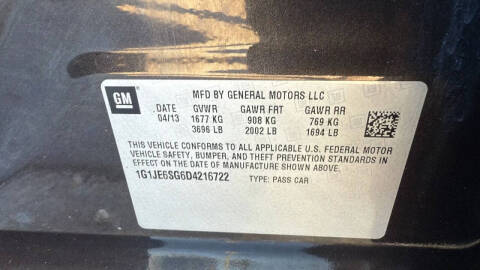 MFD BY GENERAL MOTORS LLC
GM
DATE GVWR GAWR FRT GAWR RR
04/13 1677 KG 908 KG 769 KG
3696 LB 2002 LB 1694 LB
THIS VEHICLE CONFORMS TO ALL APPLICABLE U.S. FEDERAL MOTOR
VEHICLE SAFETY, BUMPER, AND THEFT PREVENTION STANDARDS IN
EFFECT ON THE DATE OF MANUFACTURE SHOWN ABOVE.
1G1JE6SG6D4216722 TYPE: PASS CAR